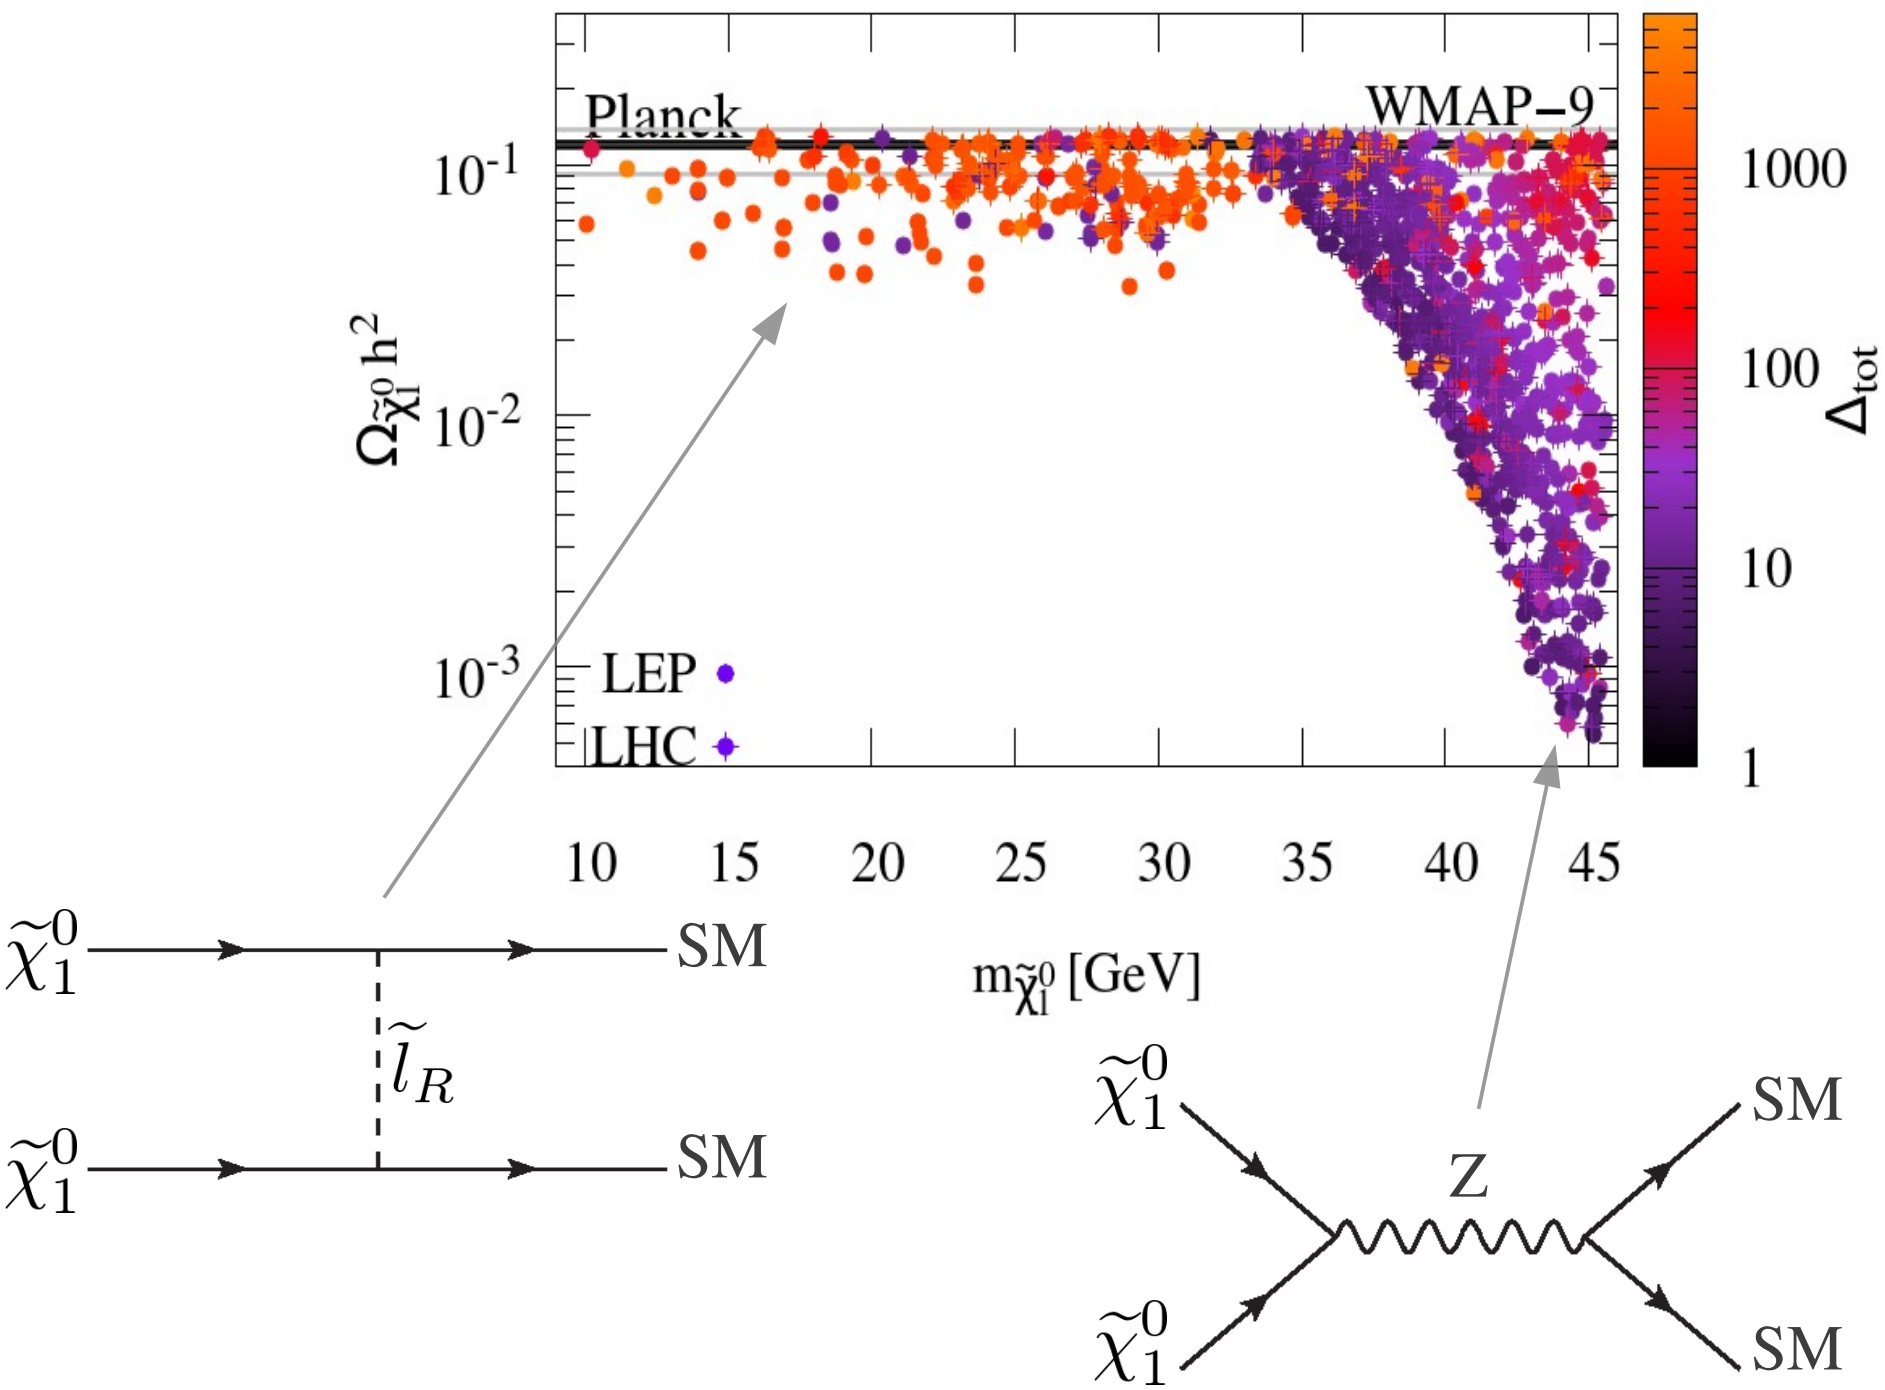 Planck
WMAP–9
10⁻¹
10⁻²
10⁻³
Ω χ̃₁⁰ h²
LEP
LHC
1000
100
10
1
Δtot
10 15 20 25 30 35 40 45
m χ̃₁⁰ [GeV]
χ̃₁⁰
SM
l̃_R
χ̃₁⁰
SM
χ̃₁⁰
SM
Z
χ̃₁⁰
SM